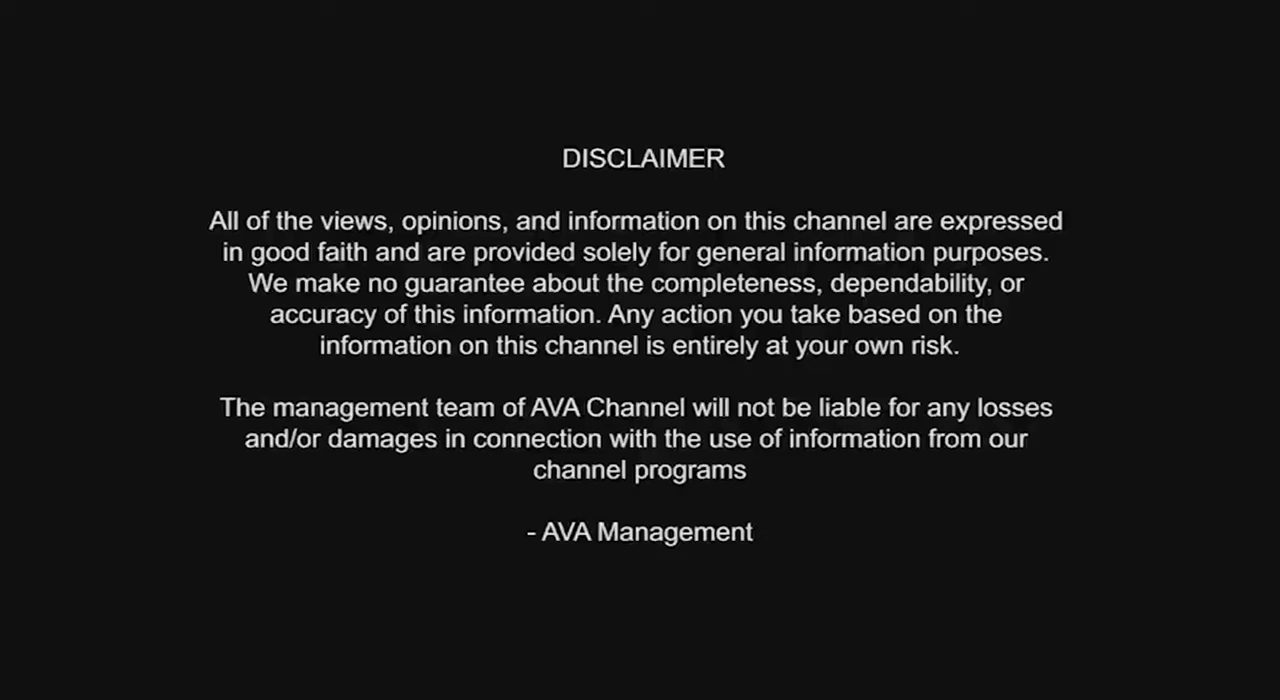 DISCLAIMER
All of the views, opinions, and information on this channel are expressed
in good faith and are provided solely for general information purposes.
We make no guarantee about the completeness, dependability, or
accuracy of this information. Any action you take based on the
information on this channel is entirely at your own risk.
The management team of AVA Channel will not be liable for any losses
and/or damages in connection with the use of information from our
channel programs
- AVA Management